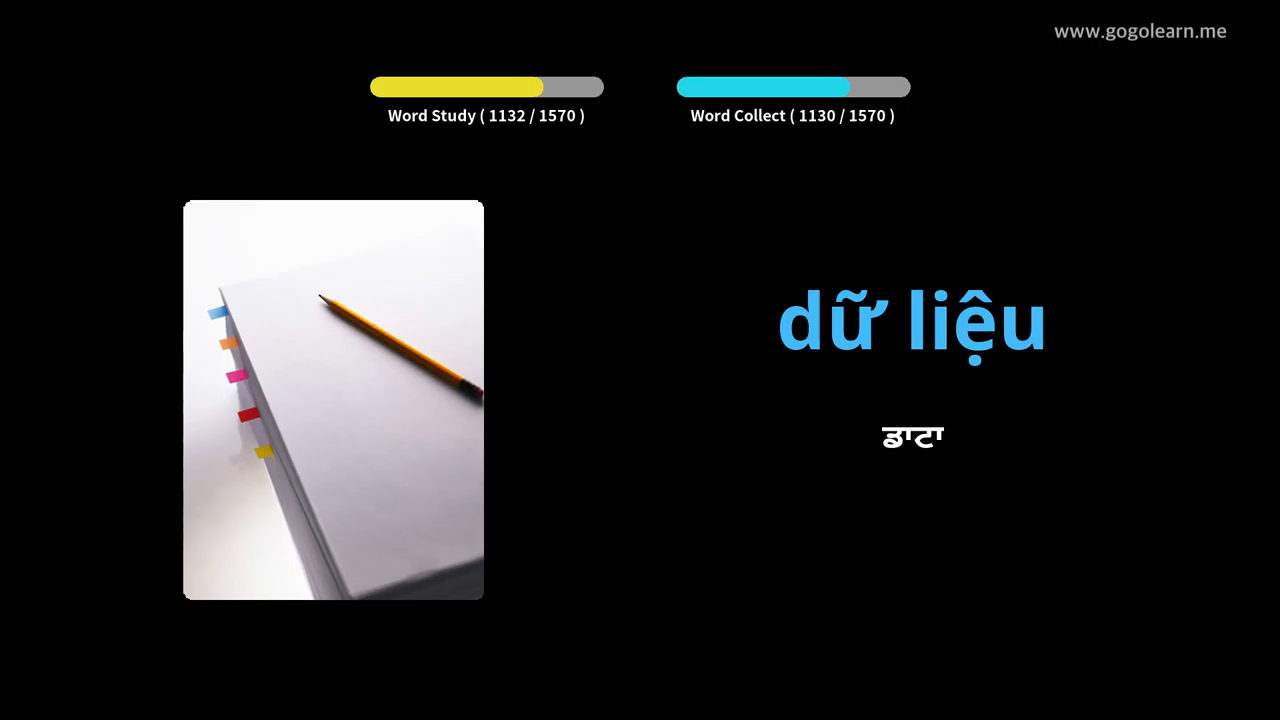 www.gogolearn.me
Word Study ( 1132 / 1570 )
Word Collect ( 1130 / 1570 )
dữ liệu
ਡਾਟਾ